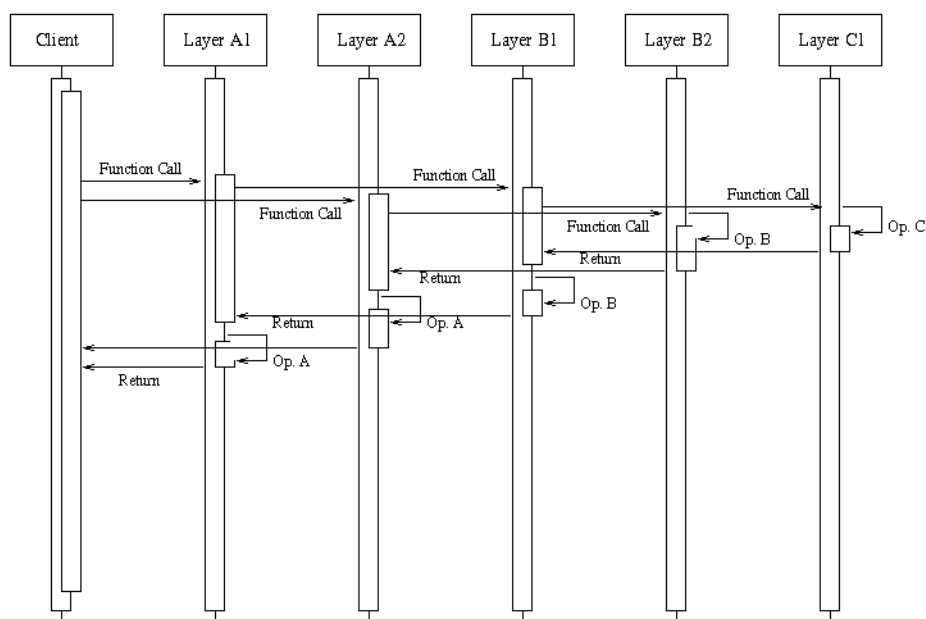 Client
Layer A1
Layer A2
Layer B1
Layer B2
Layer C1
Function Call
Function Call
Function Call
Function Call
Function Call
Op. C
Op. B
Return
Return
Op. B
Return
Op. A
Op. A
Return